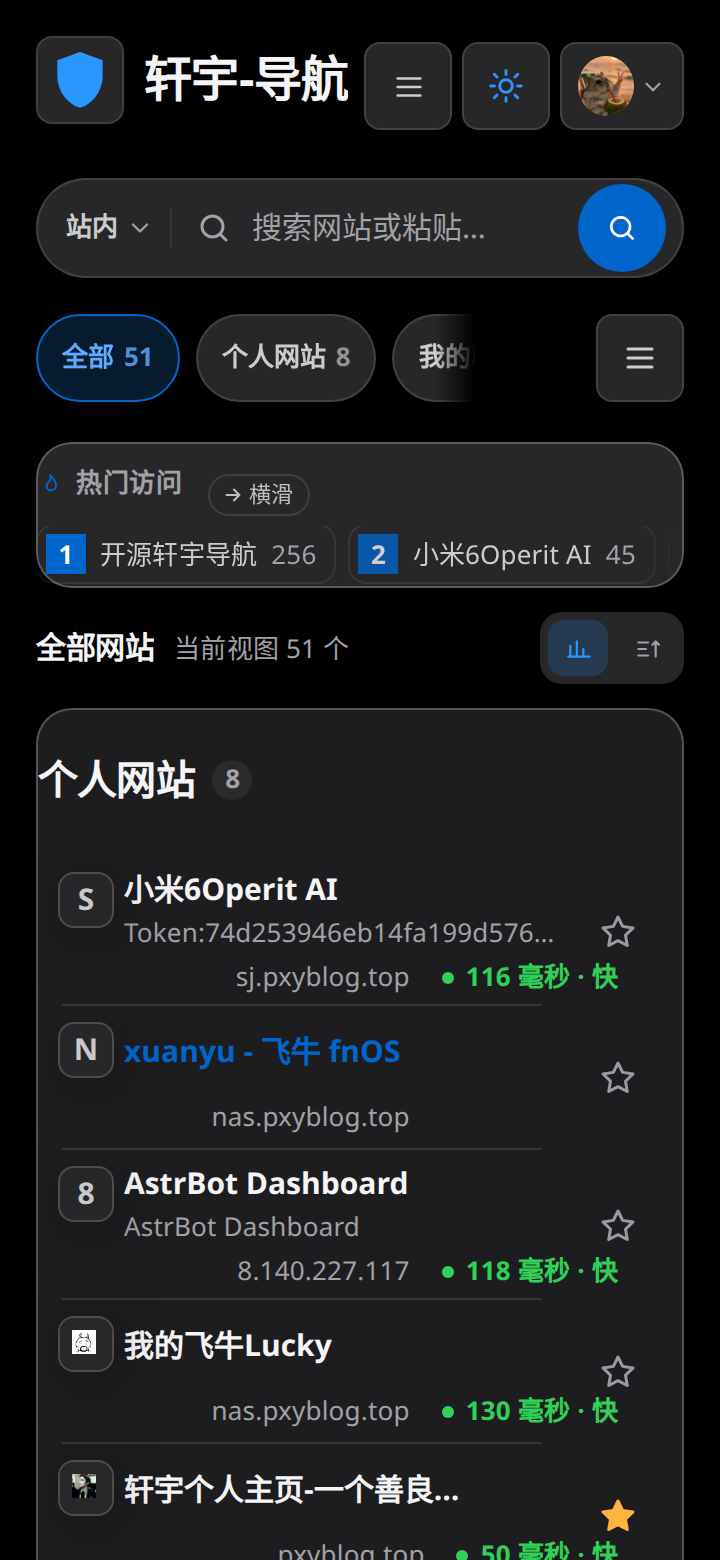 轩宇-导航
站内 搜索网站或粘贴...
全部 51 个人网站 8 我的
热门访问 → 横滑
1 开源轩宇导航 256 2 小米6Operit AI 45
全部网站 当前视图 51 个
个人网站 8
S 小米6Operit AI
Token:74d253946eb14fa199d576...
sj.pxyblog.top 116 毫秒 · 快
N xuanyu - 飞牛 fnOS
nas.pxyblog.top
8 AstrBot Dashboard
AstrBot Dashboard
8.140.227.117 118 毫秒 · 快
我的飞牛Lucky
nas.pxyblog.top 130 毫秒 · 快
轩宇个人主页-一个善良...
pxyblog.top 50 毫秒 · 快